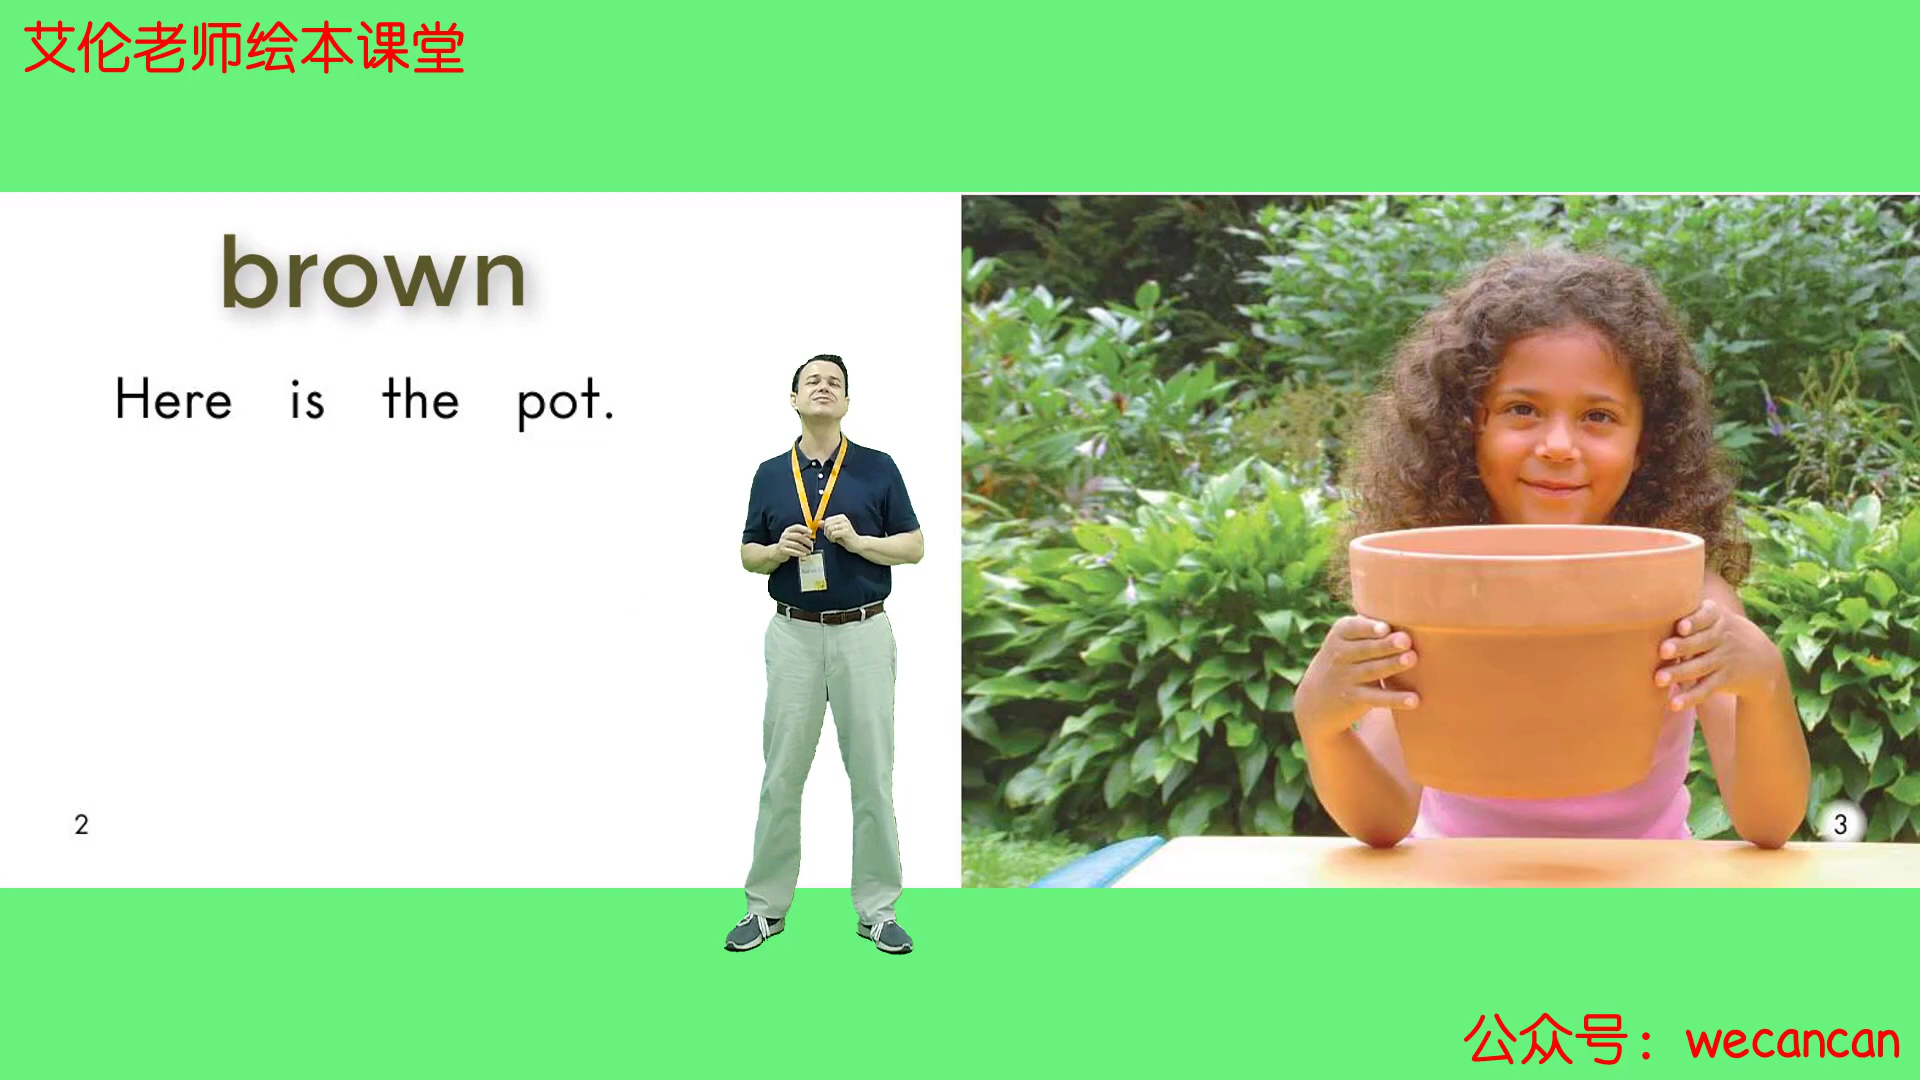 艾伦老师绘本课堂
brown
Here is the pot.
2
3
公众号：wecancan